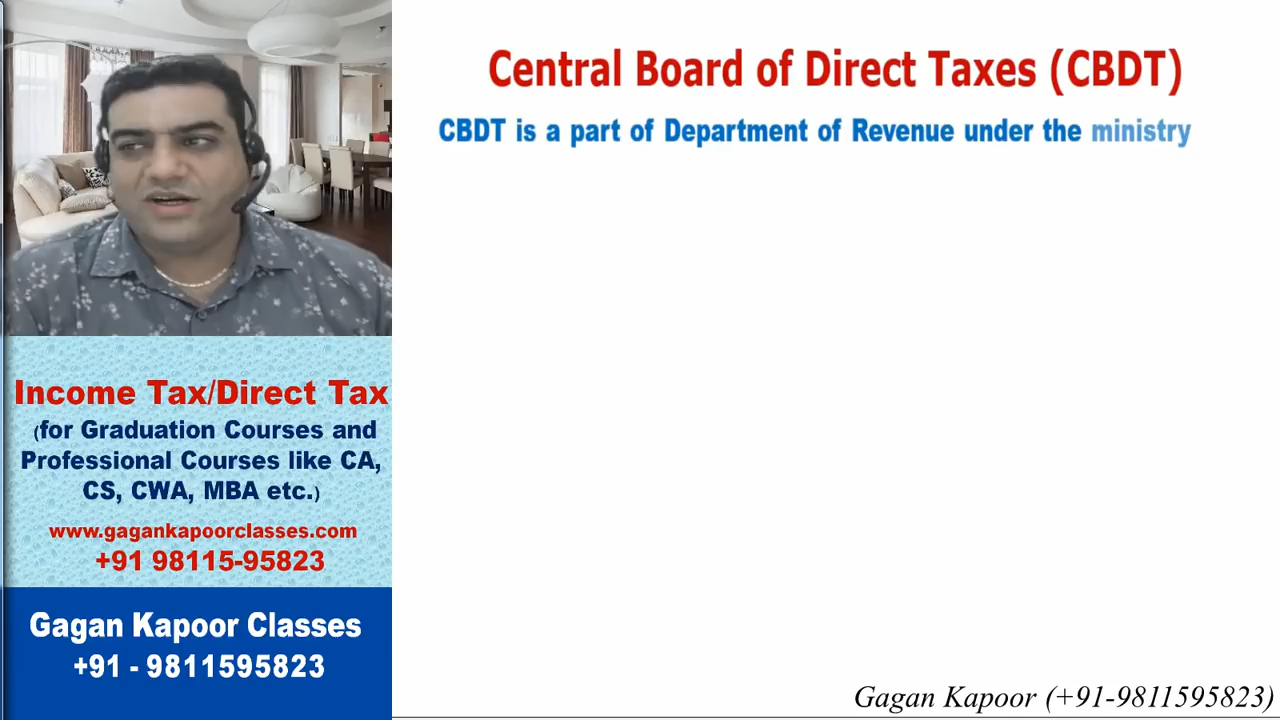 Central Board of Direct Taxes (CBDT)
CBDT is a part of Department of Revenue under the ministry
Income Tax/Direct Tax
(for Graduation Courses and
Professional Courses like CA,
CS, CWA, MBA etc.)
www.gagankapoorclasses.com
+91 98115-95823
Gagan Kapoor Classes
+91 - 9811595823
Gagan Kapoor (+91-9811595823)